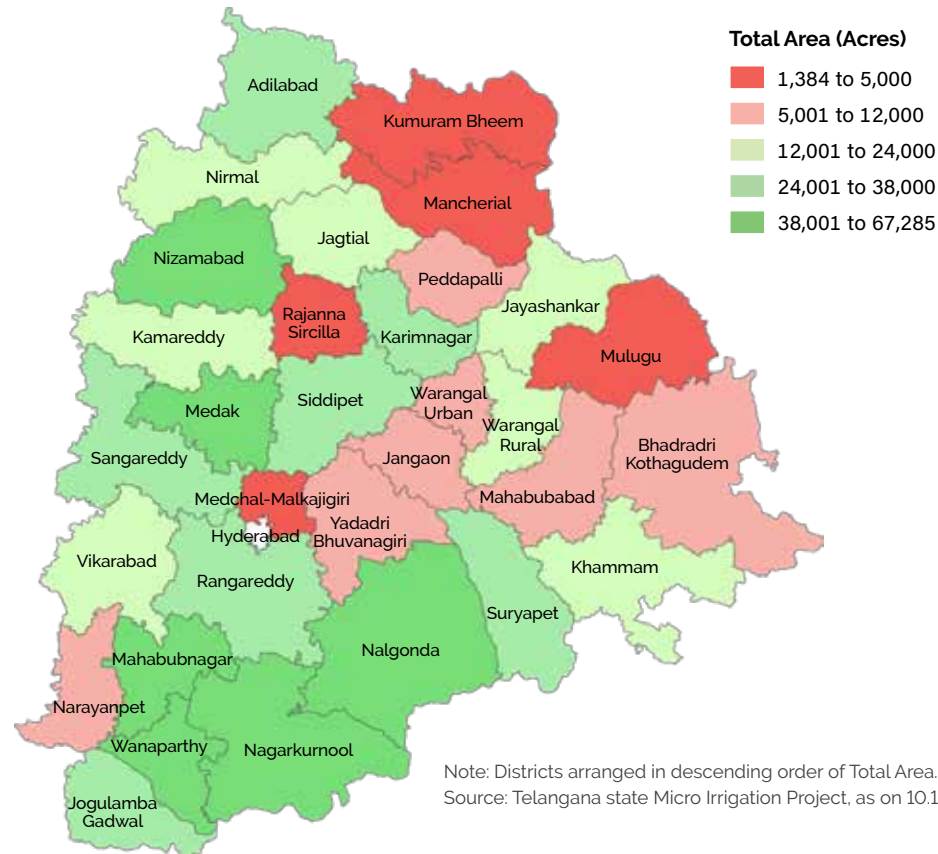 Total Area (Acres)
1,384 to 5,000
5,001 to 12,000
12,001 to 24,000
24,001 to 38,000
38,001 to 67,285
Adilabad
Kumuram Bheem
Nirmal
Mancherial
Jagtial
Nizamabad
Peddapalli
Jayashankar
Rajanna
Sircilla
Kamareddy
Karimnagar
Mulugu
Siddipet
Medak
Warangal
Urban
Warangal
Rural
Bhadradri
Kothagudem
Sangareddy
Jangaon
Mahabubabad
Medchal-Malkajigiri
Yadadri
Bhuvanagiri
Hyderabad
Vikarabad
Rangareddy
Khammam
Suryapet
Nalgonda
Mahabubnagar
Narayanpet
Wanaparthy
Nagarkurnool
Jogulamba
Gadwal
Note: Districts arranged in descending order of Total Area.
Source: Telangana state Micro Irrigation Project, as on 10.1